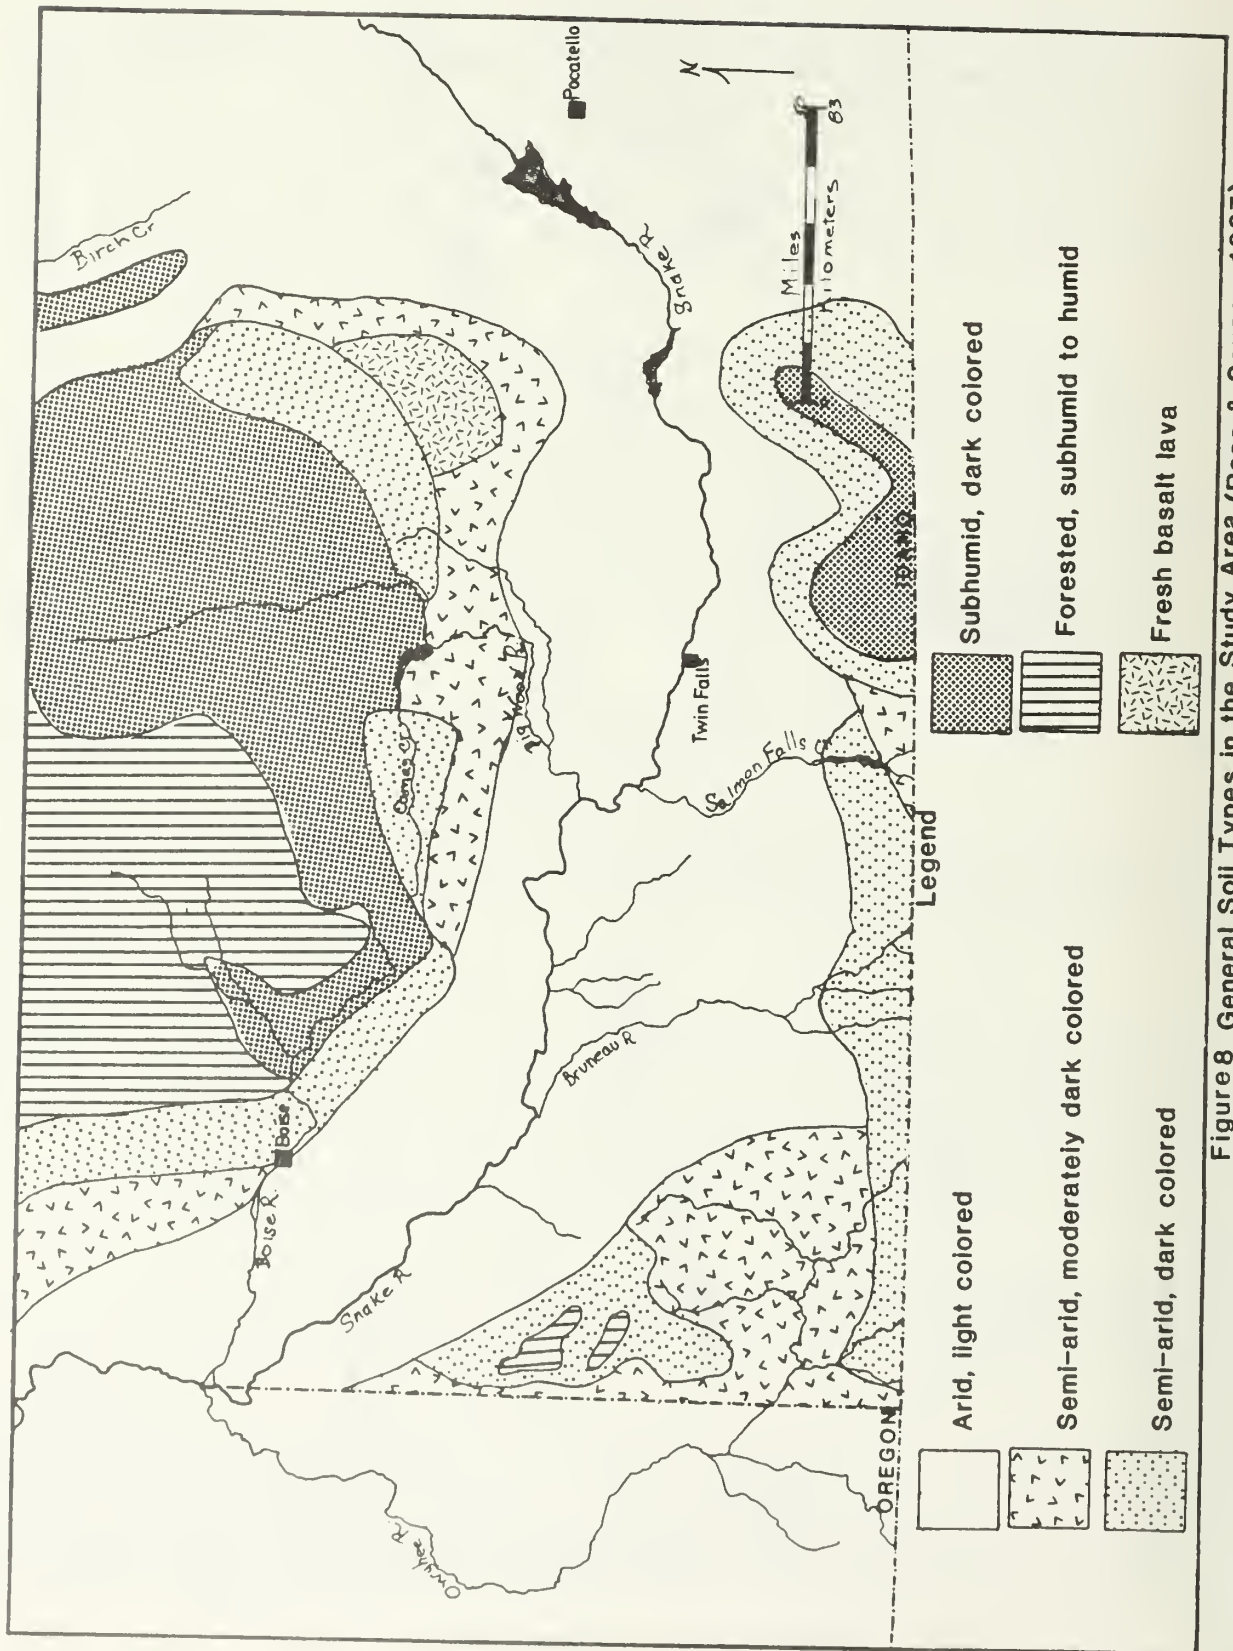 Birch Cr
Pocatello
N
Snake R
Miles
Kilometers
83
Camas Cr
Big Wood R
Twin Falls
Salmon Falls Cr
IDAHO
Boise
Boise R
Bruneau R
Snake R
Owyhee R.
OREGON
Legend
Arid, light colored
Semi-arid, moderately dark colored
Semi-arid, dark colored
Subhumid, dark colored
Forested, subhumid to humid
Fresh basalt lava
Figure 8 General Soil Types in the Study Area